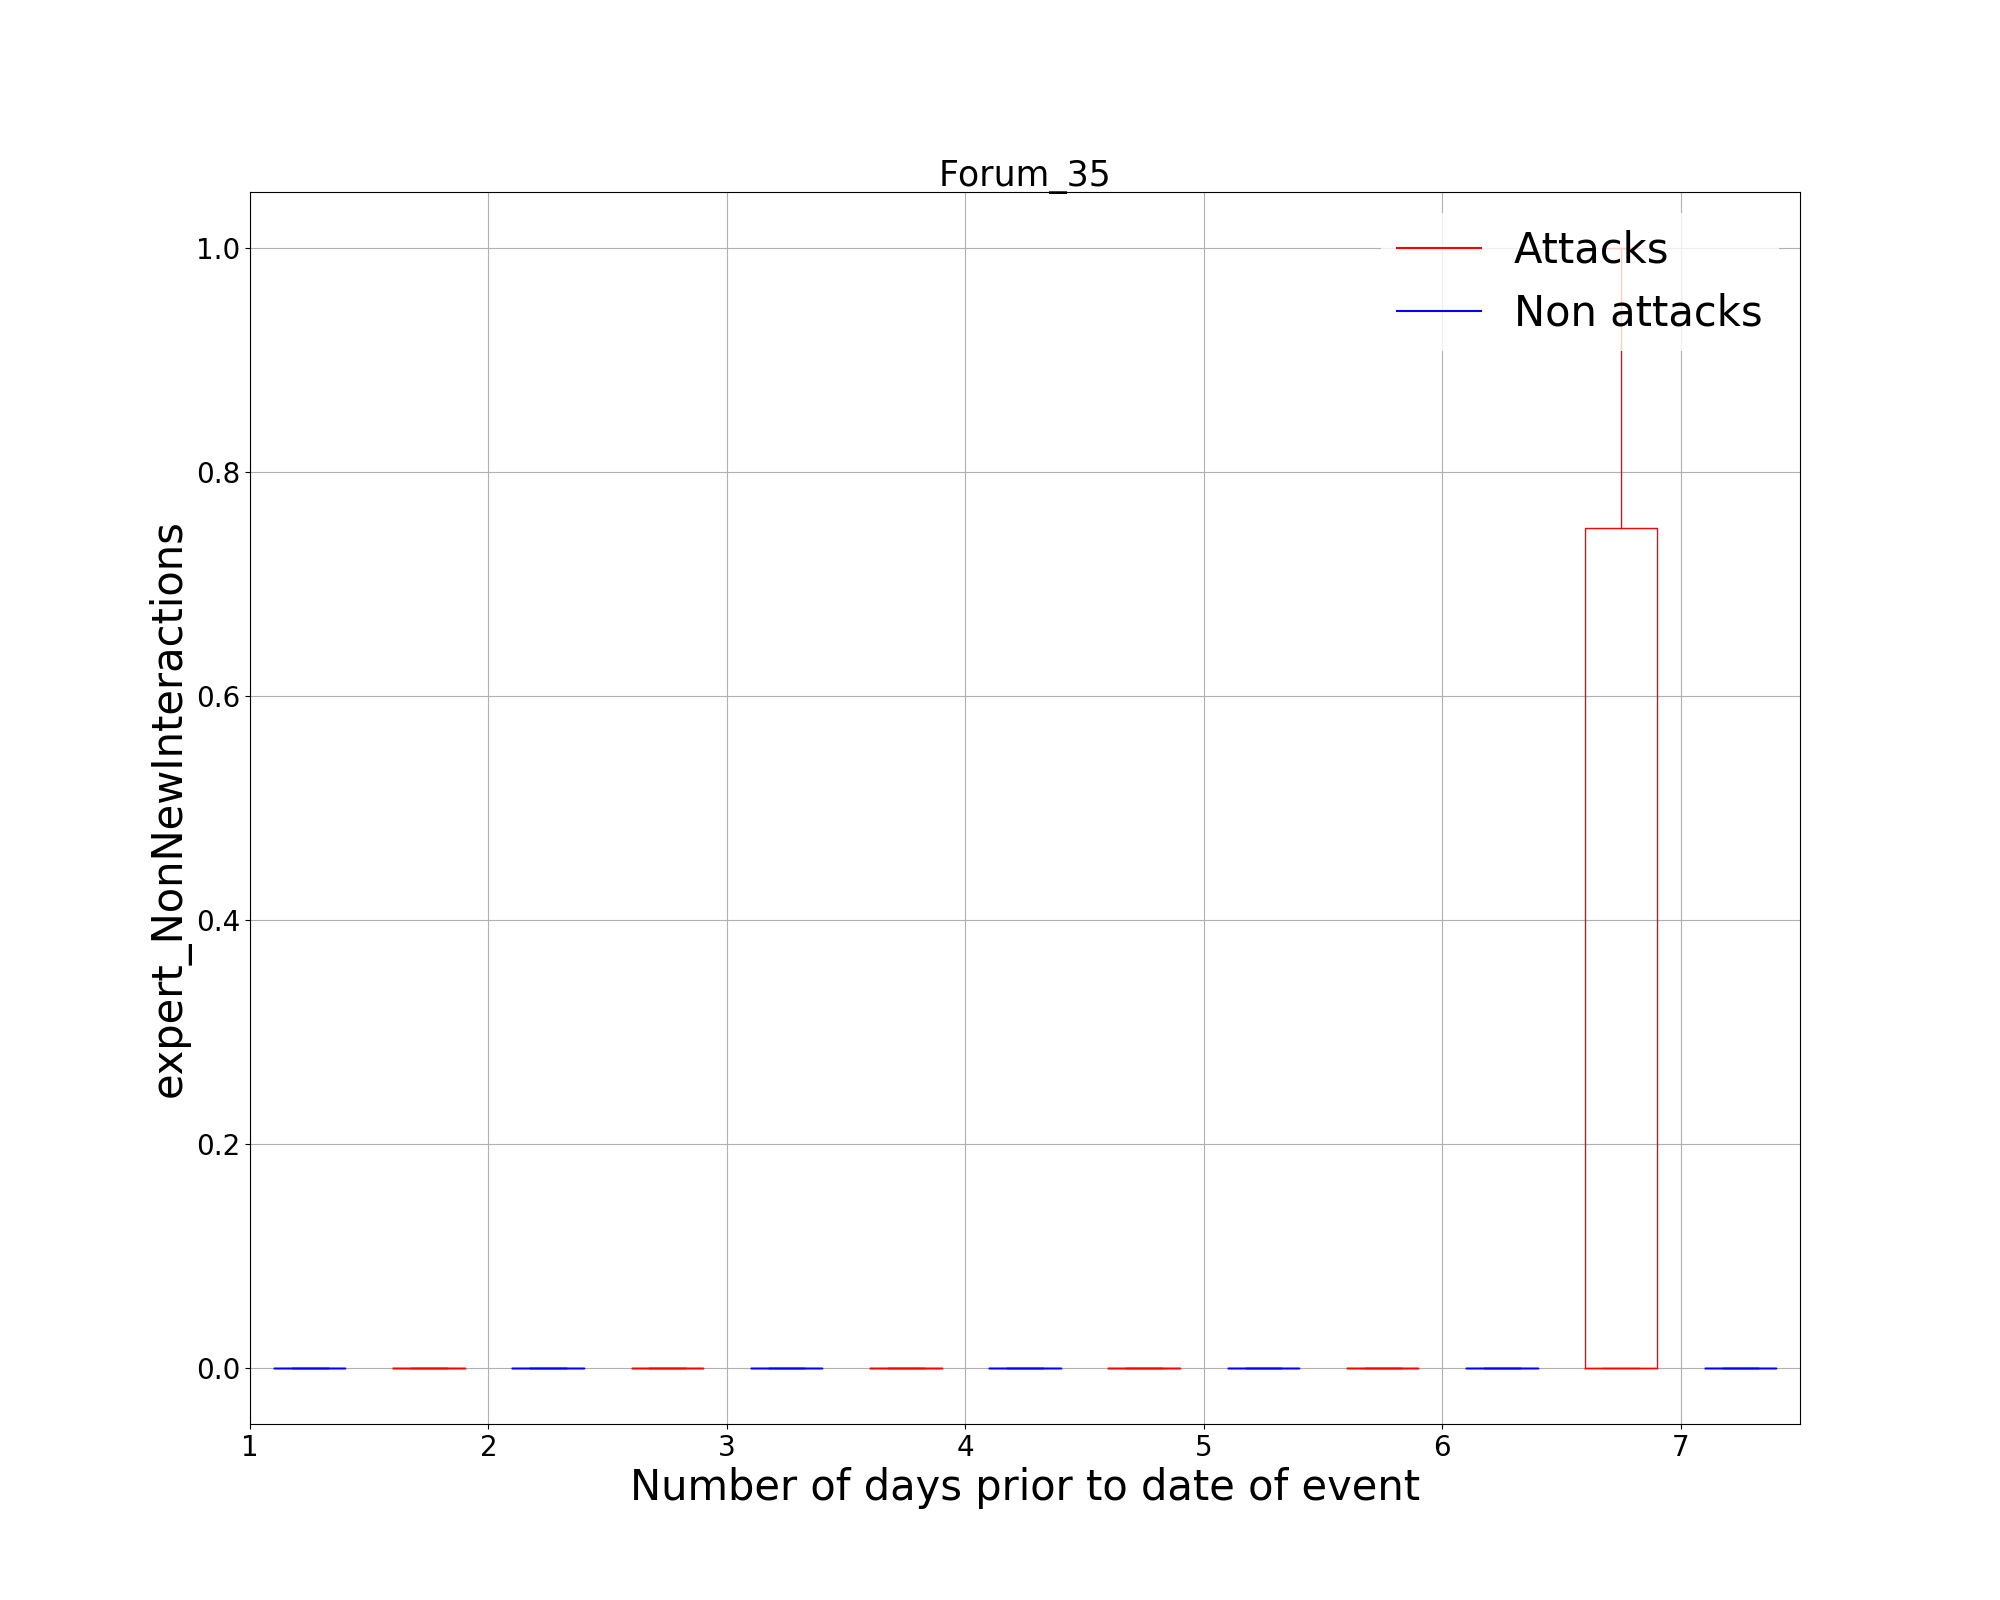 Forum_35
Attacks
Non attacks
expert_NonNewInteractions
1.0
0.8
0.6
0.4
0.2
0.0
1 2 3 4 5 6 7
Number of days prior to date of event